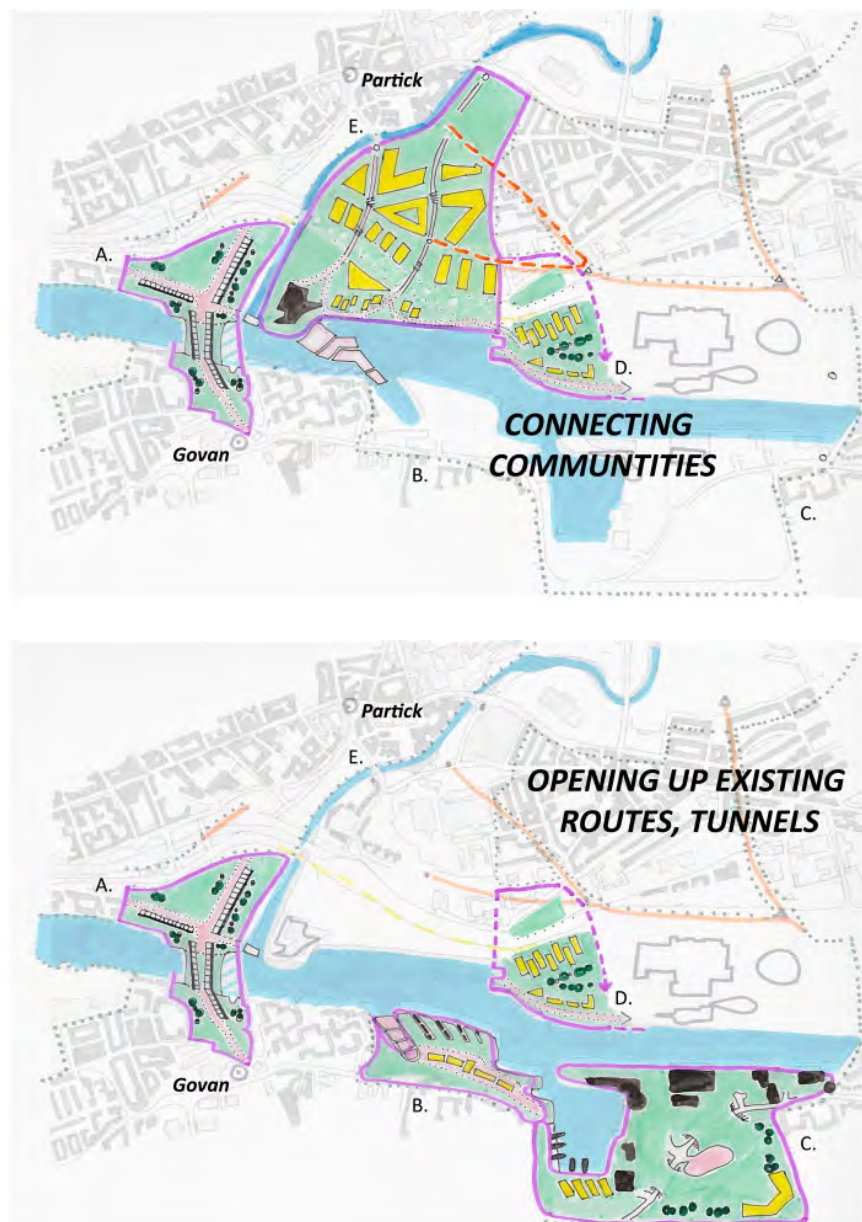 Partick
E.
A.
D.
CONNECTING
COMMUNTITIES
Govan
B.
C.
Partick
E.
OPENING UP EXISTING
ROUTES, TUNNELS
A.
D.
Govan
B.
C.